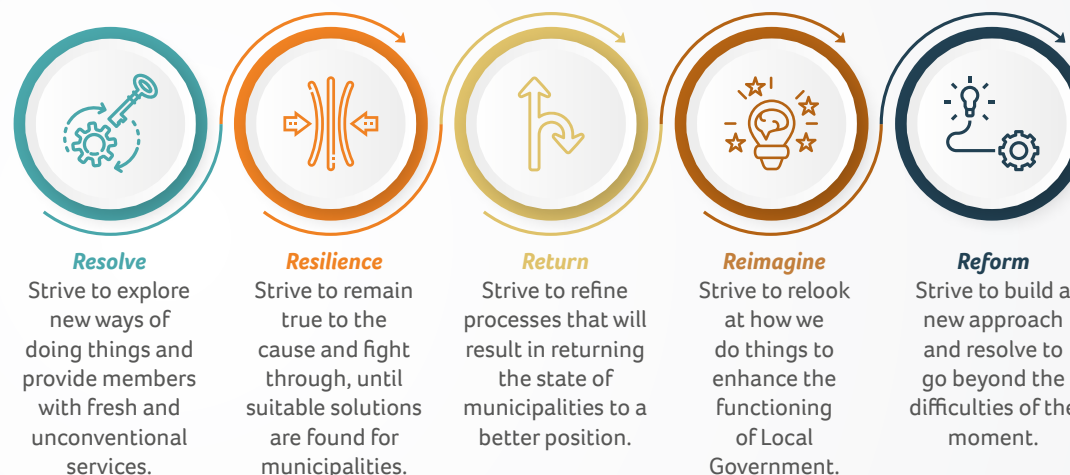 Resolve
Strive to explore
new ways of
doing things and
provide members
with fresh and
unconventional
services.
Resilience
Strive to remain
true to the
cause and fight
through, until
suitable solutions
are found for
municipalities.
Return
Strive to refine
processes that will
result in returning
the state of
municipalities to a
better position.
Reimagine
Strive to relook
at how we
do things to
enhance the
functioning
of Local
Government.
Reform
Strive to build a
new approach
and resolve to
go beyond the
difficulties of the
moment.